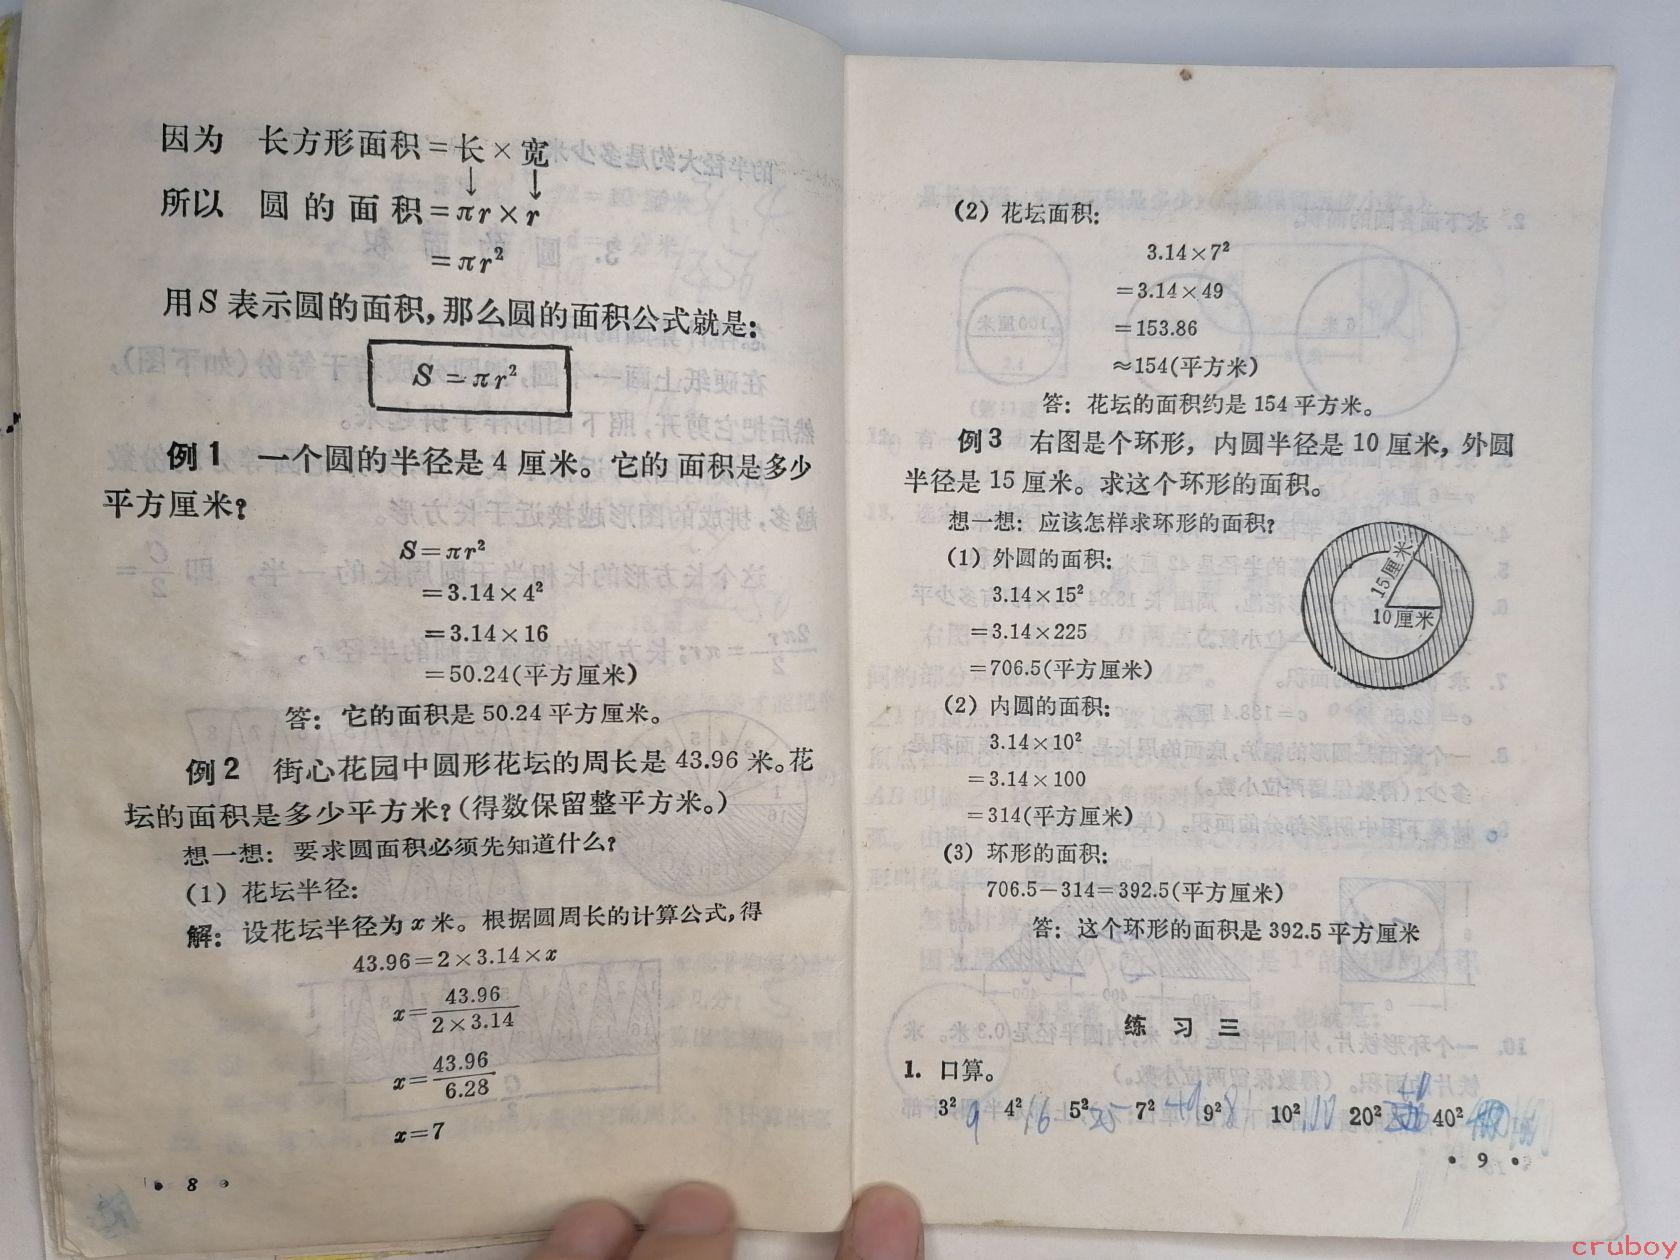 因为 长方形面积=长×宽
↓ ↓
所以 圆的面积=πr×r
=πr²
用S表示圆的面积,那么圆的面积公式就是:
S=πr²
例1 一个圆的半径是4厘米。它的面积是多少
平方厘米?
S=πr²
=3.14×4²
=3.14×16
=50.24(平方厘米)
答: 它的面积是50.24平方厘米。
例2 街心花园中圆形花坛的周长是43.96米。花
坛的面积是多少平方米?(得数保留整平方米。)
想一想: 要求圆面积必须先知道什么?
(1) 花坛半径:
解: 设花坛半径为x米。根据圆周长的计算公式,得
43.96=2×3.14×x
x=43.96/(2×3.14)
x=43.96/6.28
x=7
• 8 •
(2) 花坛面积:
3.14×7²
=3.14×49
=153.86
≈154(平方米)
答: 花坛的面积约是154平方米。
例3 右图是个环形, 内圆半径是10厘米, 外圆
半径是15厘米。求这个环形的面积。
想一想: 应该怎样求环形的面积?
(1) 外圆的面积:
3.14×15²
=3.14×225
=706.5(平方厘米)
15厘米
10厘米
(2) 内圆的面积:
3.14×10²
=3.14×100
=314(平方厘米)
(3) 环形的面积:
706.5−314=392.5(平方厘米)
答: 这个环形的面积是392.5平方厘米
练习三
1. 口算。
3² 9 4² 16 5² 25 7² 49 9² 81 10² 100 20² 40²
• 9 •
cruboy